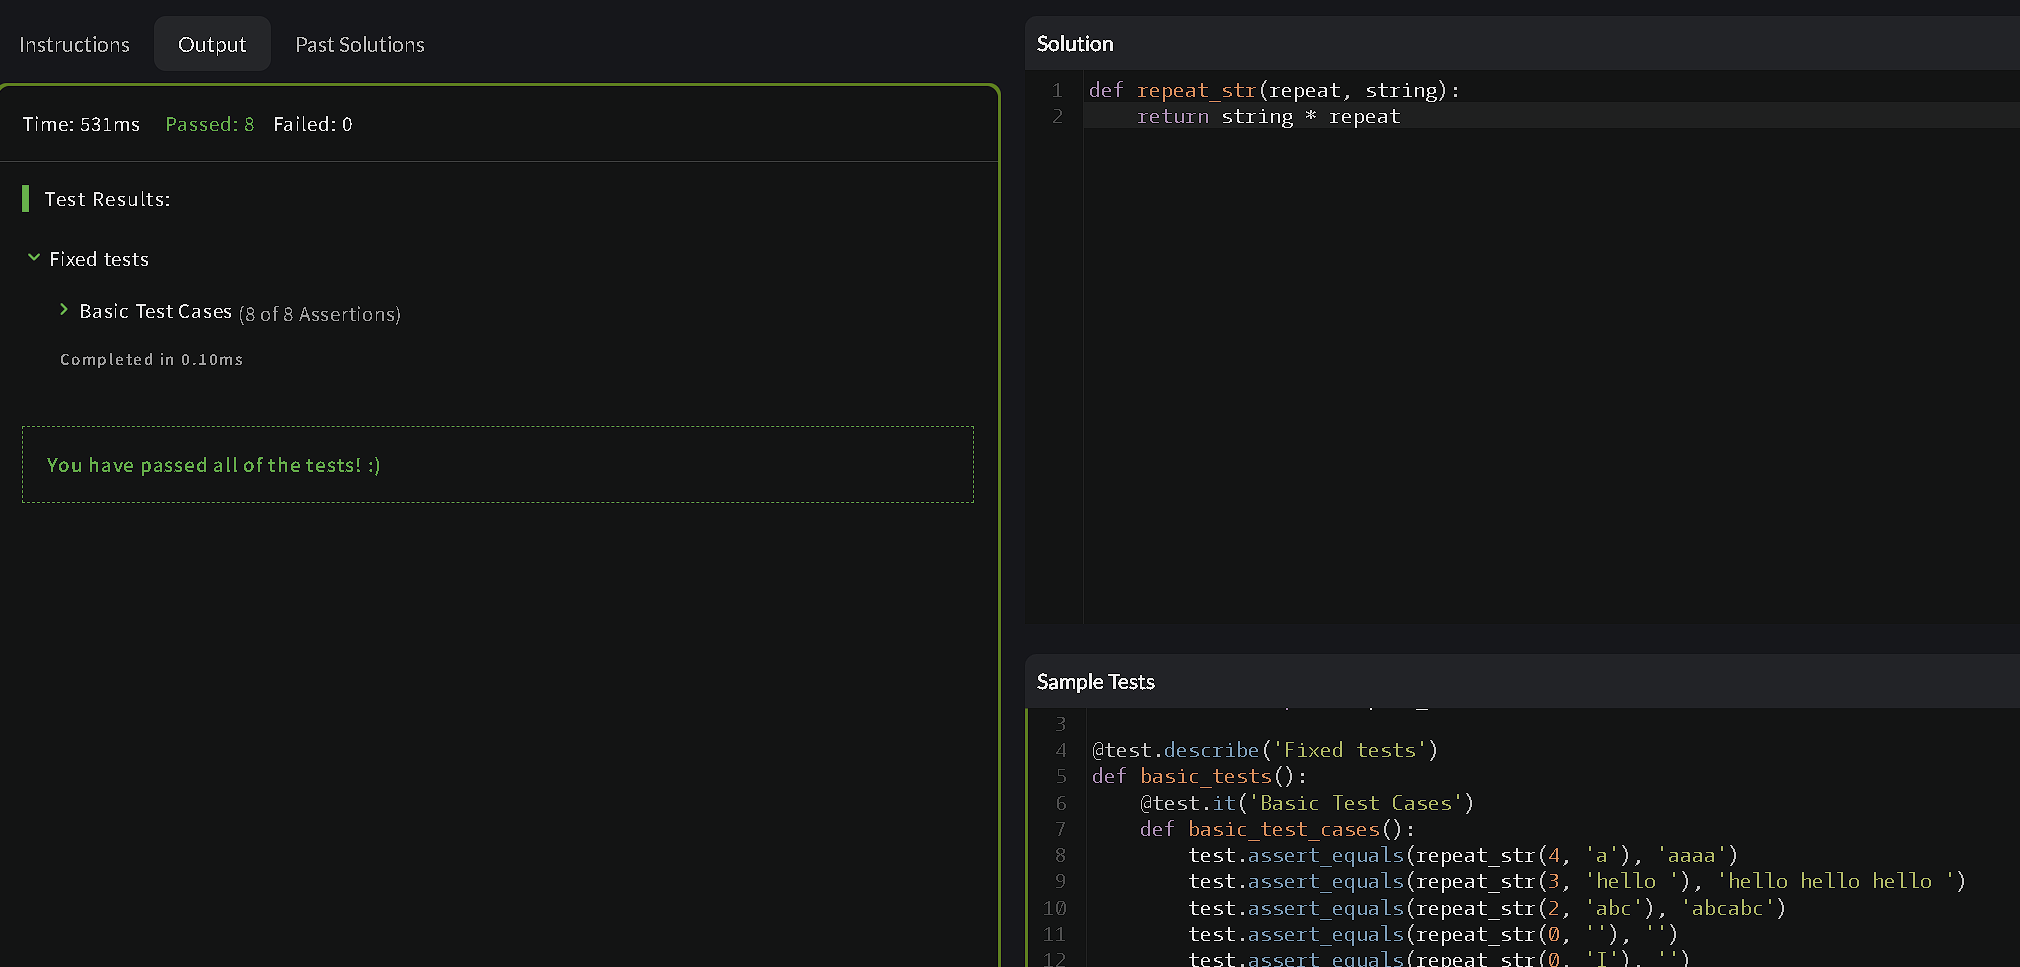 Instructions Output Past Solutions
Time: 531ms Passed: 8 Failed: 0
Test Results:
Fixed tests
Basic Test Cases (8 of 8 Assertions)
Completed in 0.10ms
You have passed all of the tests! :)
Solution
1 def repeat_str(repeat, string):
2     return string * repeat
Sample Tests
3
4 @test.describe('Fixed tests')
5 def basic_tests():
6     @test.it('Basic Test Cases')
7     def basic_test_cases():
8         test.assert_equals(repeat_str(4, 'a'), 'aaaa')
9         test.assert_equals(repeat_str(3, 'hello '), 'hello hello hello ')
10         test.assert_equals(repeat_str(2, 'abc'), 'abcabc')
11         test.assert_equals(repeat_str(0, ''), '')
12         test.assert_equals(repeat_str(0, 'I'), '')